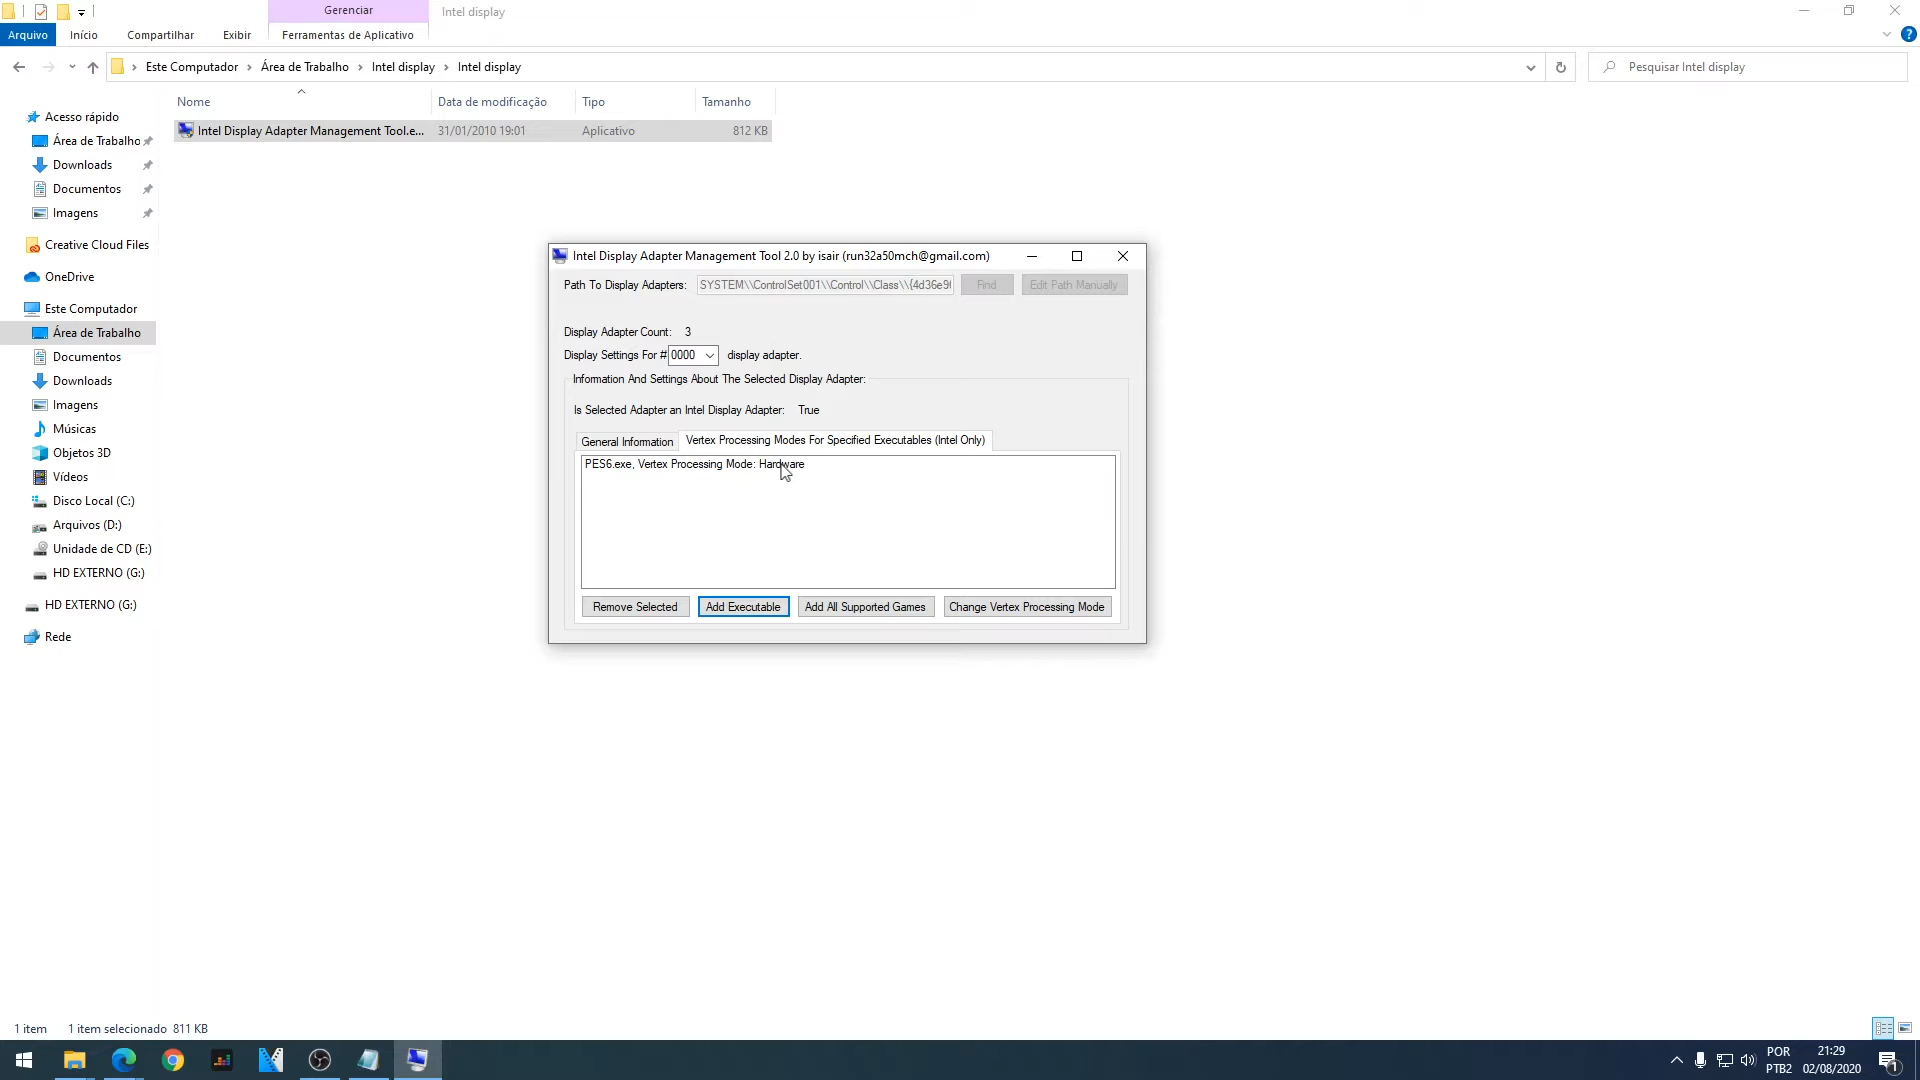 Gerenciar
Intel display
Arquivo
Início
Compartilhar
Exibir
Ferramentas de Aplicativo
Este Computador
Área de Trabalho
Intel display
Intel display
Pesquisar Intel display
Nome
Data de modificação
Tipo
Tamanho
Intel Display Adapter Management Tool.e...
31/01/2010 19:01
Aplicativo
812 KB
Acesso rápido
Área de Trabalho
Downloads
Documentos
Imagens
Creative Cloud Files
OneDrive
Este Computador
Área de Trabalho
Documentos
Downloads
Imagens
Músicas
Objetos 3D
Vídeos
Disco Local (C:)
Arquivos (D:)
Unidade de CD (E:)
HD EXTERNO (G:)
HD EXTERNO (G:)
Rede
Intel Display Adapter Management Tool 2.0 by isair (run32a50mch@gmail.com)
Path To Display Adapters:
SYSTEM\\ControlSet001\\Control\\Class\\{4d36e9
Find
Edit Path Manually
Display Adapter Count: 3
Display Settings For # 0000 display adapter.
Information And Settings About The Selected Display Adapter:
Is Selected Adapter an Intel Display Adapter: True
General Information
Vertex Processing Modes For Specified Executables (Intel Only)
PES6.exe, Vertex Processing Mode: Hardware
Remove Selected
Add Executable
Add All Supported Games
Change Vertex Processing Mode
1 item
1 item selecionado 811 KB
POR
PTB2
21:29
02/08/2020
1